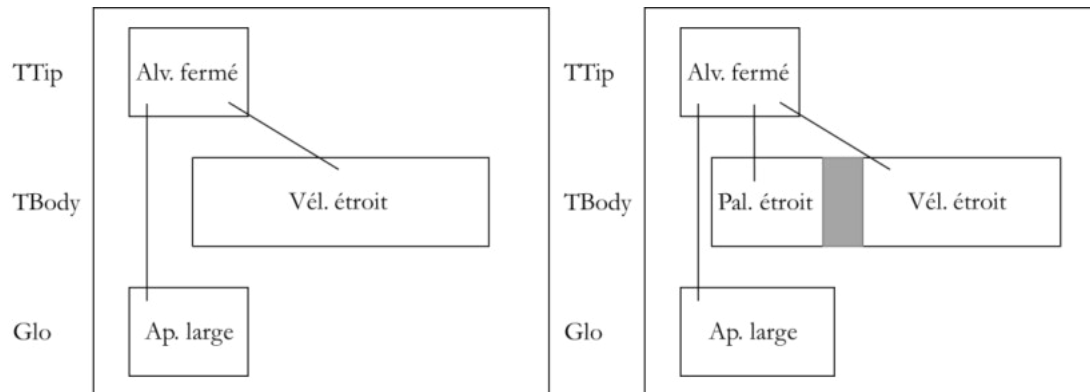 TTip Alv. fermé TTip Alv. fermé
TBody Vél. étroit TBody Pal. étroit Vél. étroit
Glo Ap. large Glo Ap. large